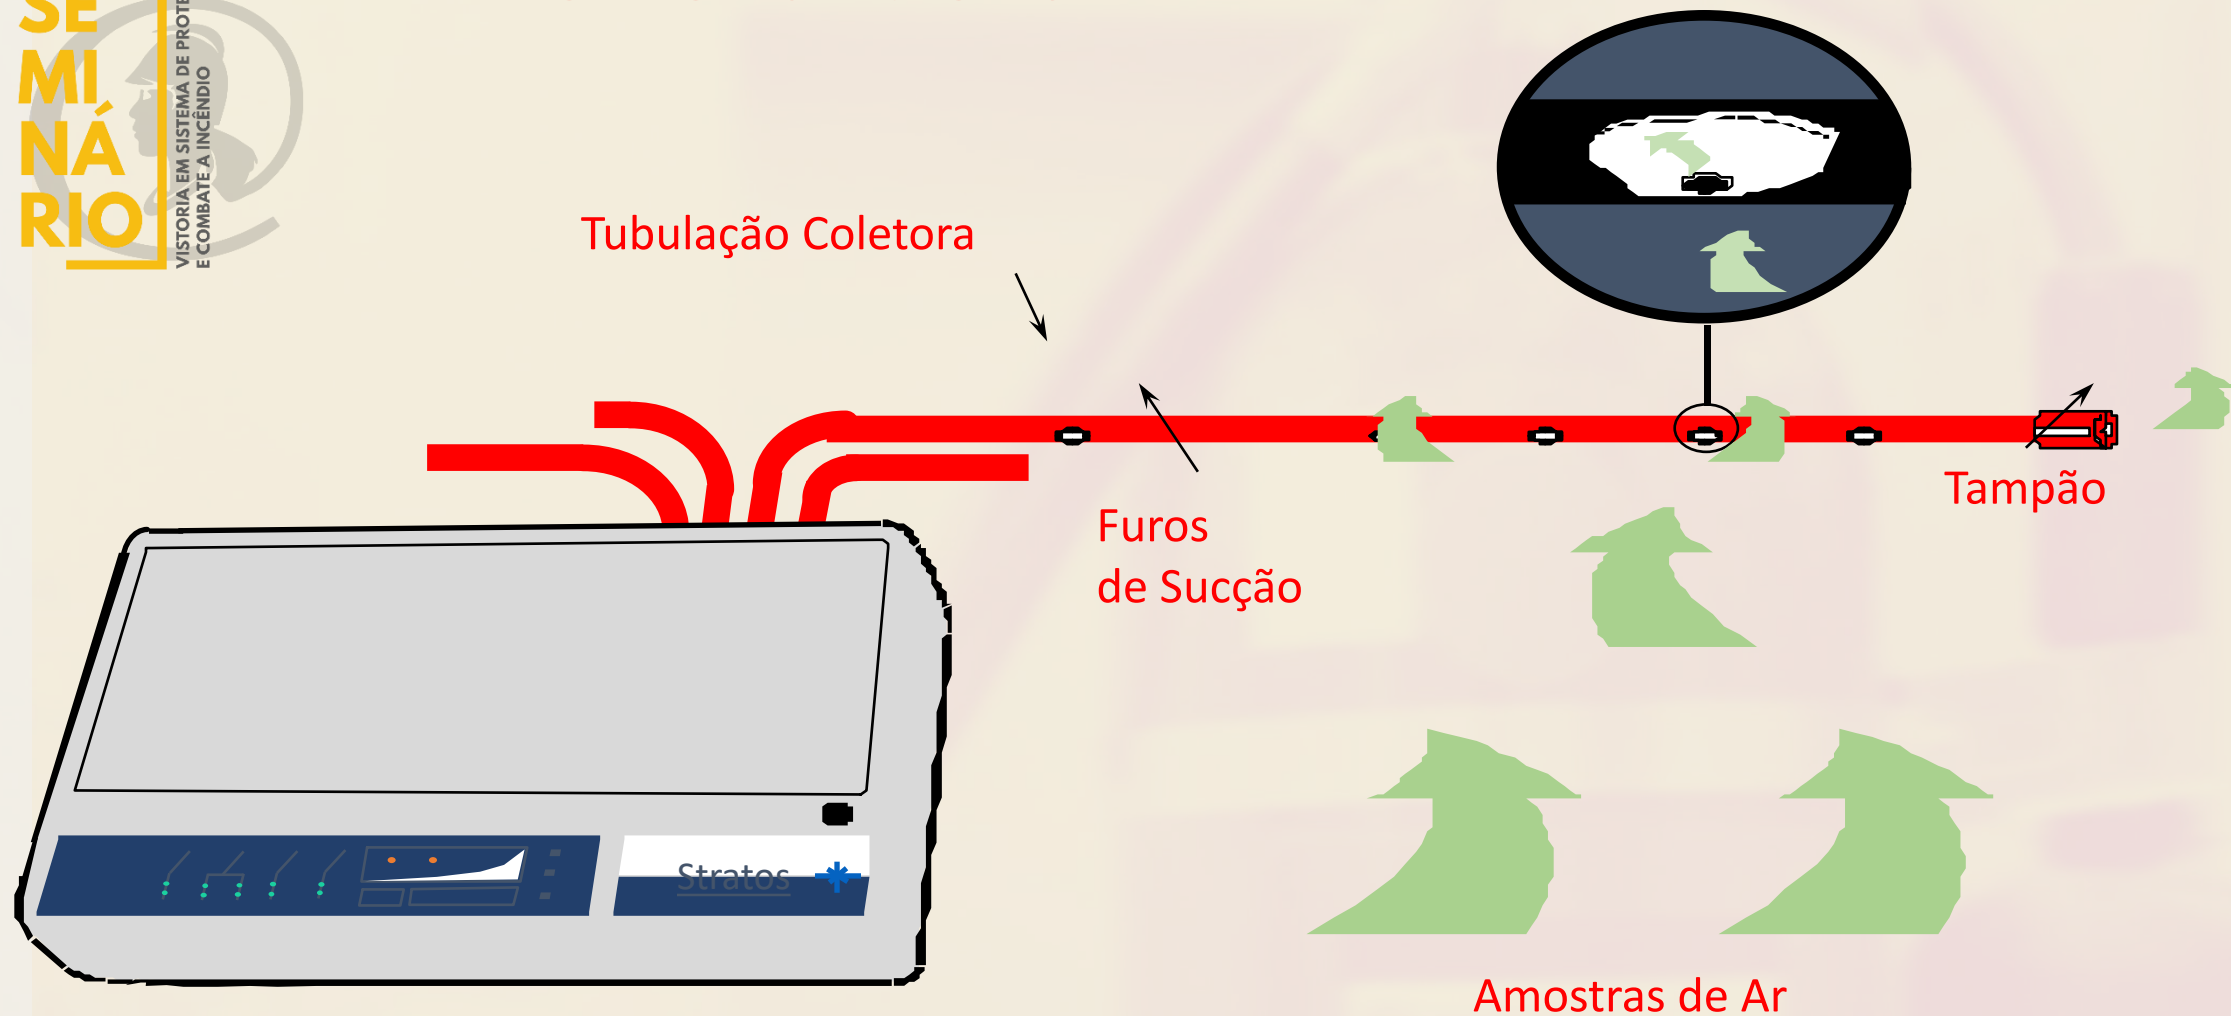 SE
MI
NÁ
RIO
VISTORIA EM SISTEMA DE
E COMBATE A INCÊNDIO
Tubulação Coletora
Furos
de Sucção
Tampão
Stratos
Amostras de Ar